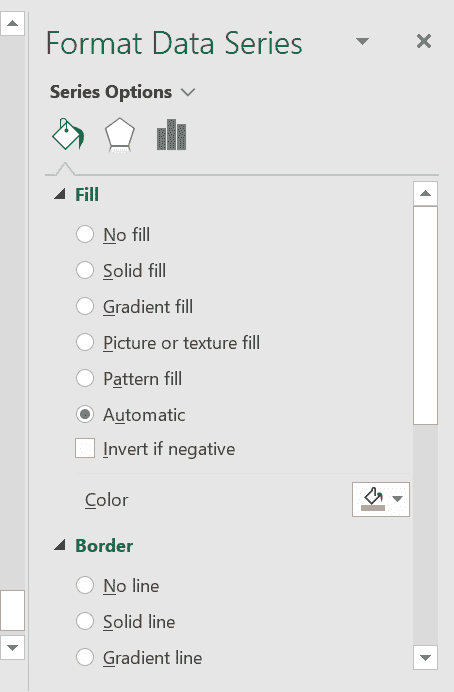 Format Data Series
Series Options
Fill
No fill
Solid fill
Gradient fill
Picture or texture fill
Pattern fill
Automatic
Invert if negative
Color
Border
No line
Solid line
Gradient line